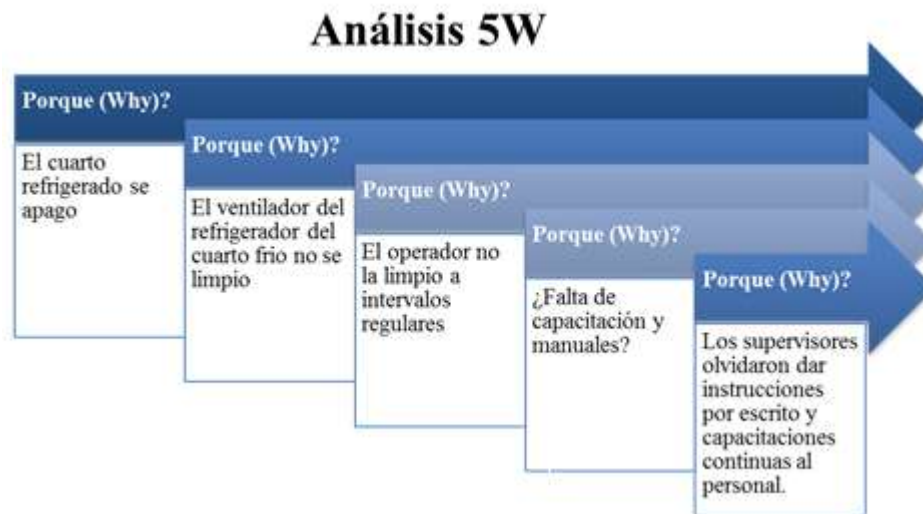 Análisis 5W
Porque (Why)?
El cuarto
refrigerado se
apago
Porque (Why)?
El ventilador del
refrigerador del
cuarto frio no se
limpio
Porque (Why)?
El operador no
la limpio a
intervalos
regulares
Porque (Why)?
¿Falta de
capacitación y
manuales?
Porque (Why)?
Los supervisores
olvidaron dar
instrucciones
por escrito y
capacitaciones
continuas al
personal.